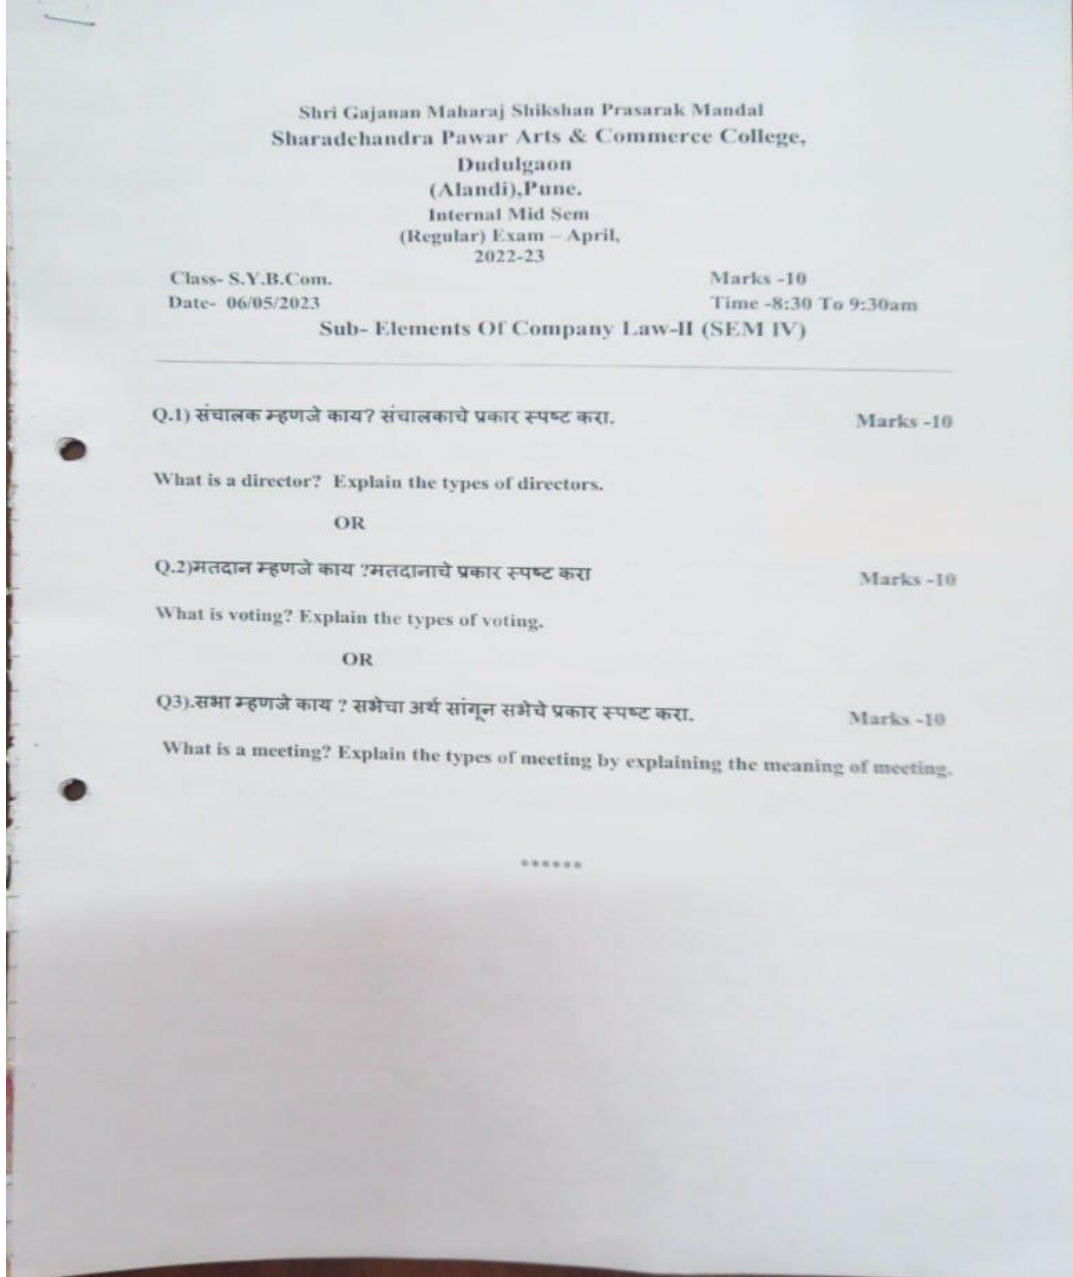 Shri Gajanan Maharaj Shikshan Prasarak Mandal
Sharadchandra Pawar Arts & Commerce College,
Dudulgaon
(Alandi),Pune.
Internal Mid Sem
(Regular) Exam – April,
2022-23
Class- S.Y.B.Com. Marks -10
Date- 06/05/2023 Time -8:30 To 9:30am
Sub- Elements Of Company Law-II (SEM IV)
Q.1) संचालक म्हणजे काय? संचालकाचे प्रकार स्पष्ट करा. Marks -10
What is a director? Explain the types of directors.
OR
Q.2)मतदान म्हणजे काय ?मतदानाचे प्रकार स्पष्ट करा Marks -10
What is voting? Explain the types of voting.
OR
Q3).सभा म्हणजे काय ? सभेचा अर्थ सांगून सभेचे प्रकार स्पष्ट करा. Marks -10
What is a meeting? Explain the types of meeting by explaining the meaning of meeting.
******